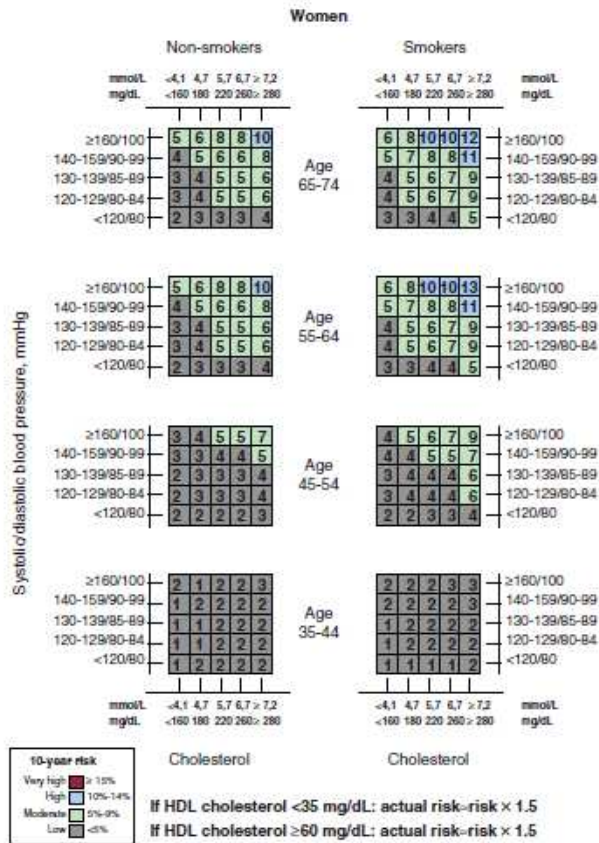 Women
Non-smokers Smokers
mmol/L <4,1 4,7 5,7 6,7 ≥ 7,2 <4,1 4,7 5,7 6,7 ≥ 7,2
mg/dL <160 180 220 260 ≥ 280 <160 180 220 260 ≥ 280
Systolic/diastolic blood pressure, mmHg
≥160/100 5 6 8 8 10 6 8 10 10 12 ≥160/100
140-159/90-99 4 5 6 6 8 5 7 8 8 11 140-159/90-99
130-139/85-89 3 4 5 5 6 4 5 6 7 9 130-139/85-89
120-129/80-84 3 4 5 5 6 4 5 6 7 9 120-129/80-84
<120/80 2 3 3 3 4 3 3 4 4 5 <120/80
Age
65-74
≥160/100 5 6 8 8 10 6 8 10 10 13 ≥160/100
140-159/90-99 4 5 6 6 8 5 7 8 8 11 140-159/90-99
130-139/85-89 3 4 5 5 6 4 5 6 7 9 130-139/85-89
120-129/80-84 3 4 5 5 6 4 5 6 7 9 120-129/80-84
<120/80 2 3 3 3 4 3 3 4 4 5 <120/80
Age
55-64
≥160/100 3 4 5 5 7 4 5 6 7 9 ≥160/100
140-159/90-99 3 3 4 4 5 4 4 5 5 7 140-159/90-99
130-139/85-89 2 3 3 3 4 3 4 4 4 6 130-139/85-89
120-129/80-84 2 3 3 3 4 3 3 4 4 6 120-129/80-84
<120/80 2 2 2 2 3 2 2 3 3 4 <120/80
Age
45-54
≥160/100 2 1 2 2 3 2 2 2 3 3 ≥160/100
140-159/90-99 1 2 2 2 2 2 2 2 2 3 140-159/90-99
130-139/85-89 1 1 2 2 2 1 2 2 2 2 130-139/85-89
120-129/80-84 1 1 2 2 2 1 2 2 2 2 120-129/80-84
<120/80 1 2 2 2 2 1 1 1 1 2 <120/80
Age
35-44
mmol/L <4,1 4,7 5,7 6,7 ≥ 7,2 <4,1 4,7 5,7 6,7 ≥ 7,2
mg/dL <160 180 220 260 ≥ 280 <160 180 220 260 ≥ 280
Cholesterol Cholesterol
10-year risk
Very high ≥ 15%
High 10%-14%
Moderate 5%-9%
Low <5%
If HDL cholesterol <35 mg/dL: actual risk=risk × 1.5
If HDL cholesterol ≥60 mg/dL: actual risk=risk × 1.5